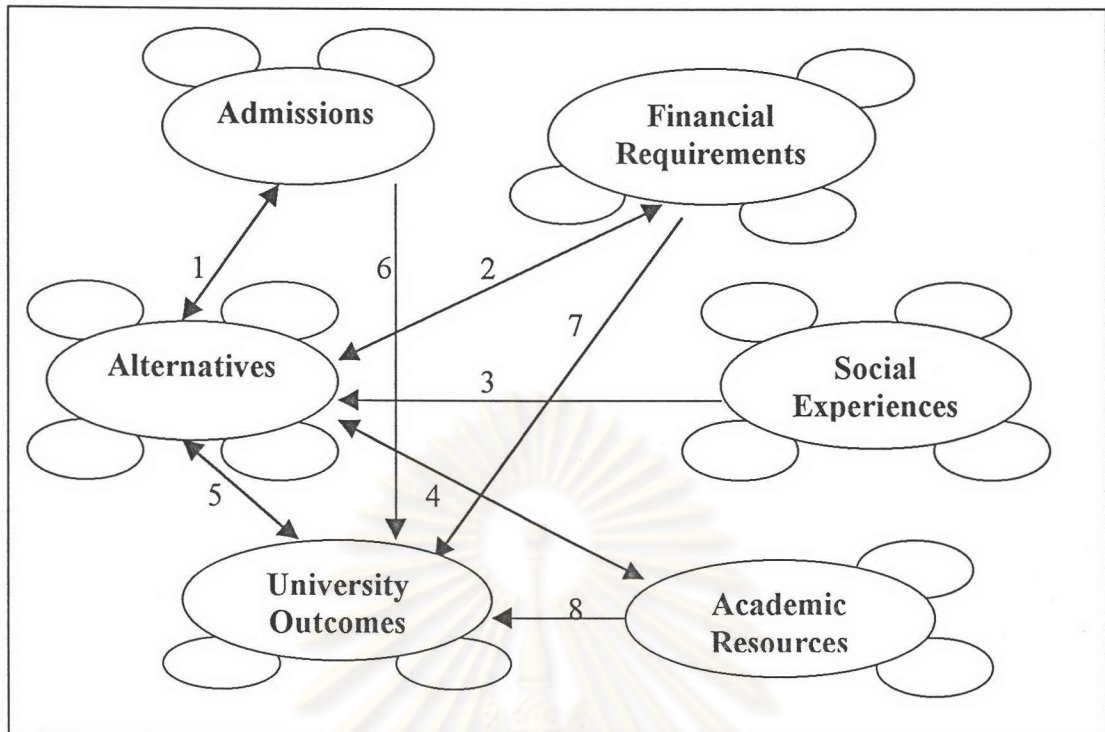 Admissions
Financial
Requirements
1
6
2
7
Alternatives
3
Social
Experiences
5
4
University
Outcomes
8
Academic
Resources